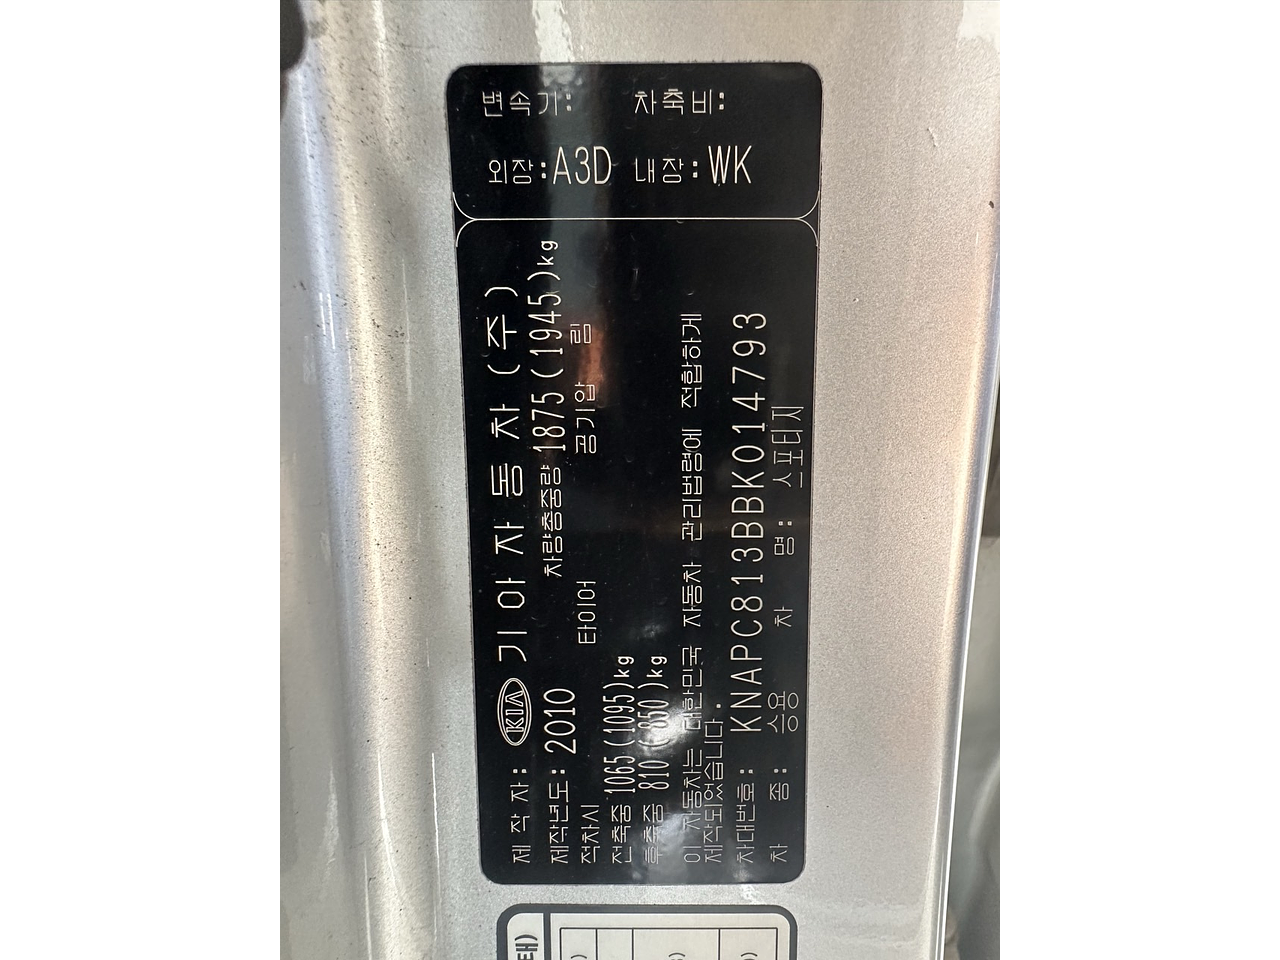 변속기: 차축비:
외장:A3D 내장:WK
제 작 자: KIA 기아자동차(주)
제작년도: 2010 차량총중량 1875(1945)kg
적차시 타이어 공기압 림
전축중 1065(1095)kg
후축중 810( 850)kg
이 자동차는 대한민국 자동차 관리법령에 적합하게
제작되었습니다.
차대번호: KNAPC813BBK014793
차 종: 승용 차 명: 스포티지